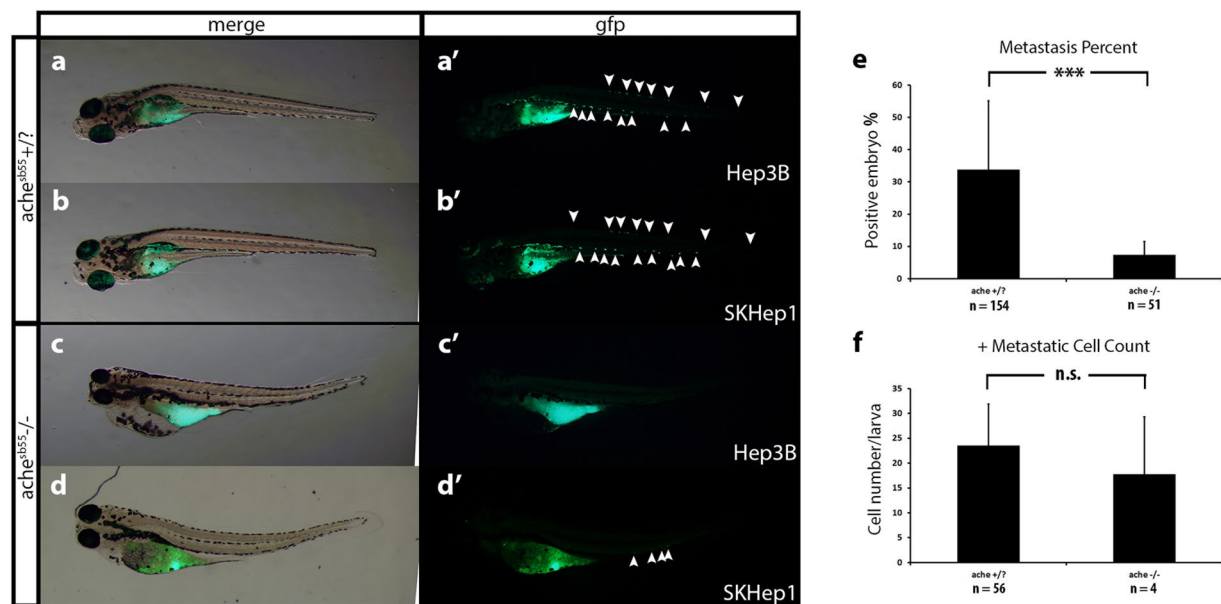 merge
gfp
ache^sb55+/?
ache^sb55-/-
a
a'
Hep3B
b
b'
SKHep1
c
c'
Hep3B
d
d'
SKHep1
e
Metastasis Percent
***
Positive embryo %
60
50
40
30
20
10
0
ache +/?
n = 154
ache -/-
n = 51
f
+ Metastatic Cell Count
n.s.
Cell number/larva
35
30
25
20
15
10
5
0
ache +/?
n = 56
ache -/-
n = 4